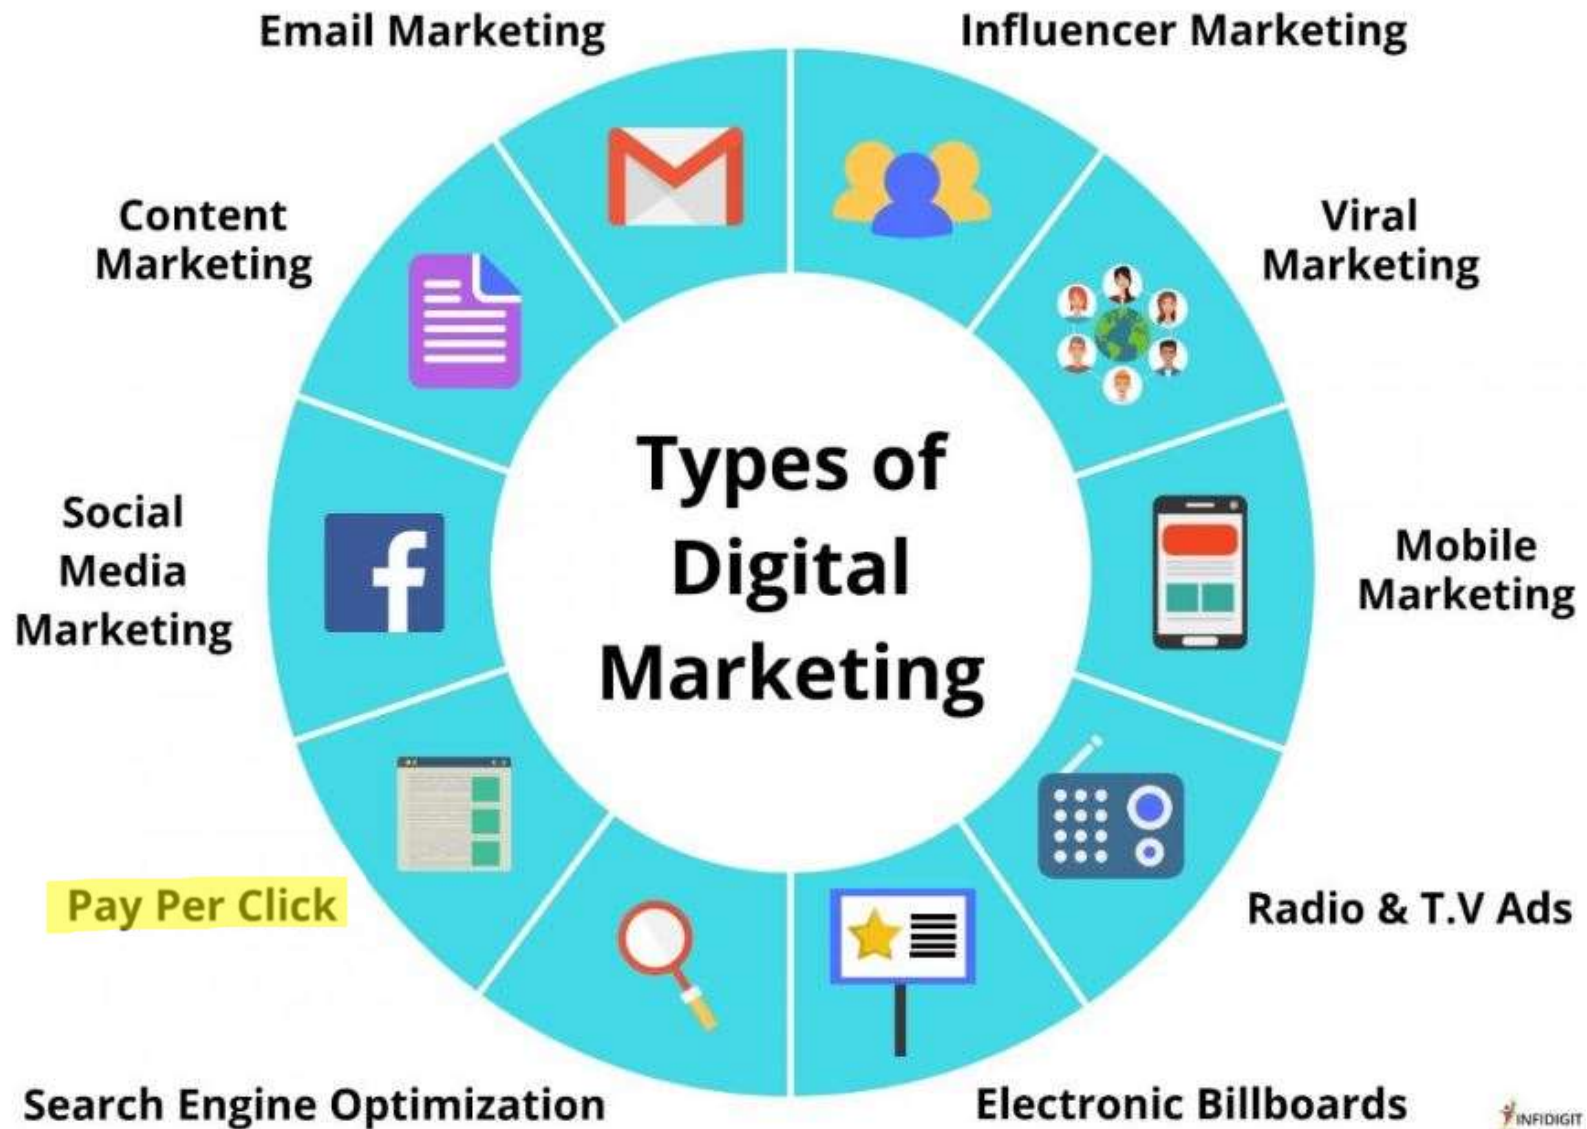 Email Marketing
Influencer Marketing
Content
Marketing
Viral
Marketing
Types of
Digital
Marketing
Social
Media
Marketing
Mobile
Marketing
Pay Per Click
Radio & T.V Ads
Search Engine Optimization
Electronic Billboards
INFIDIGIT